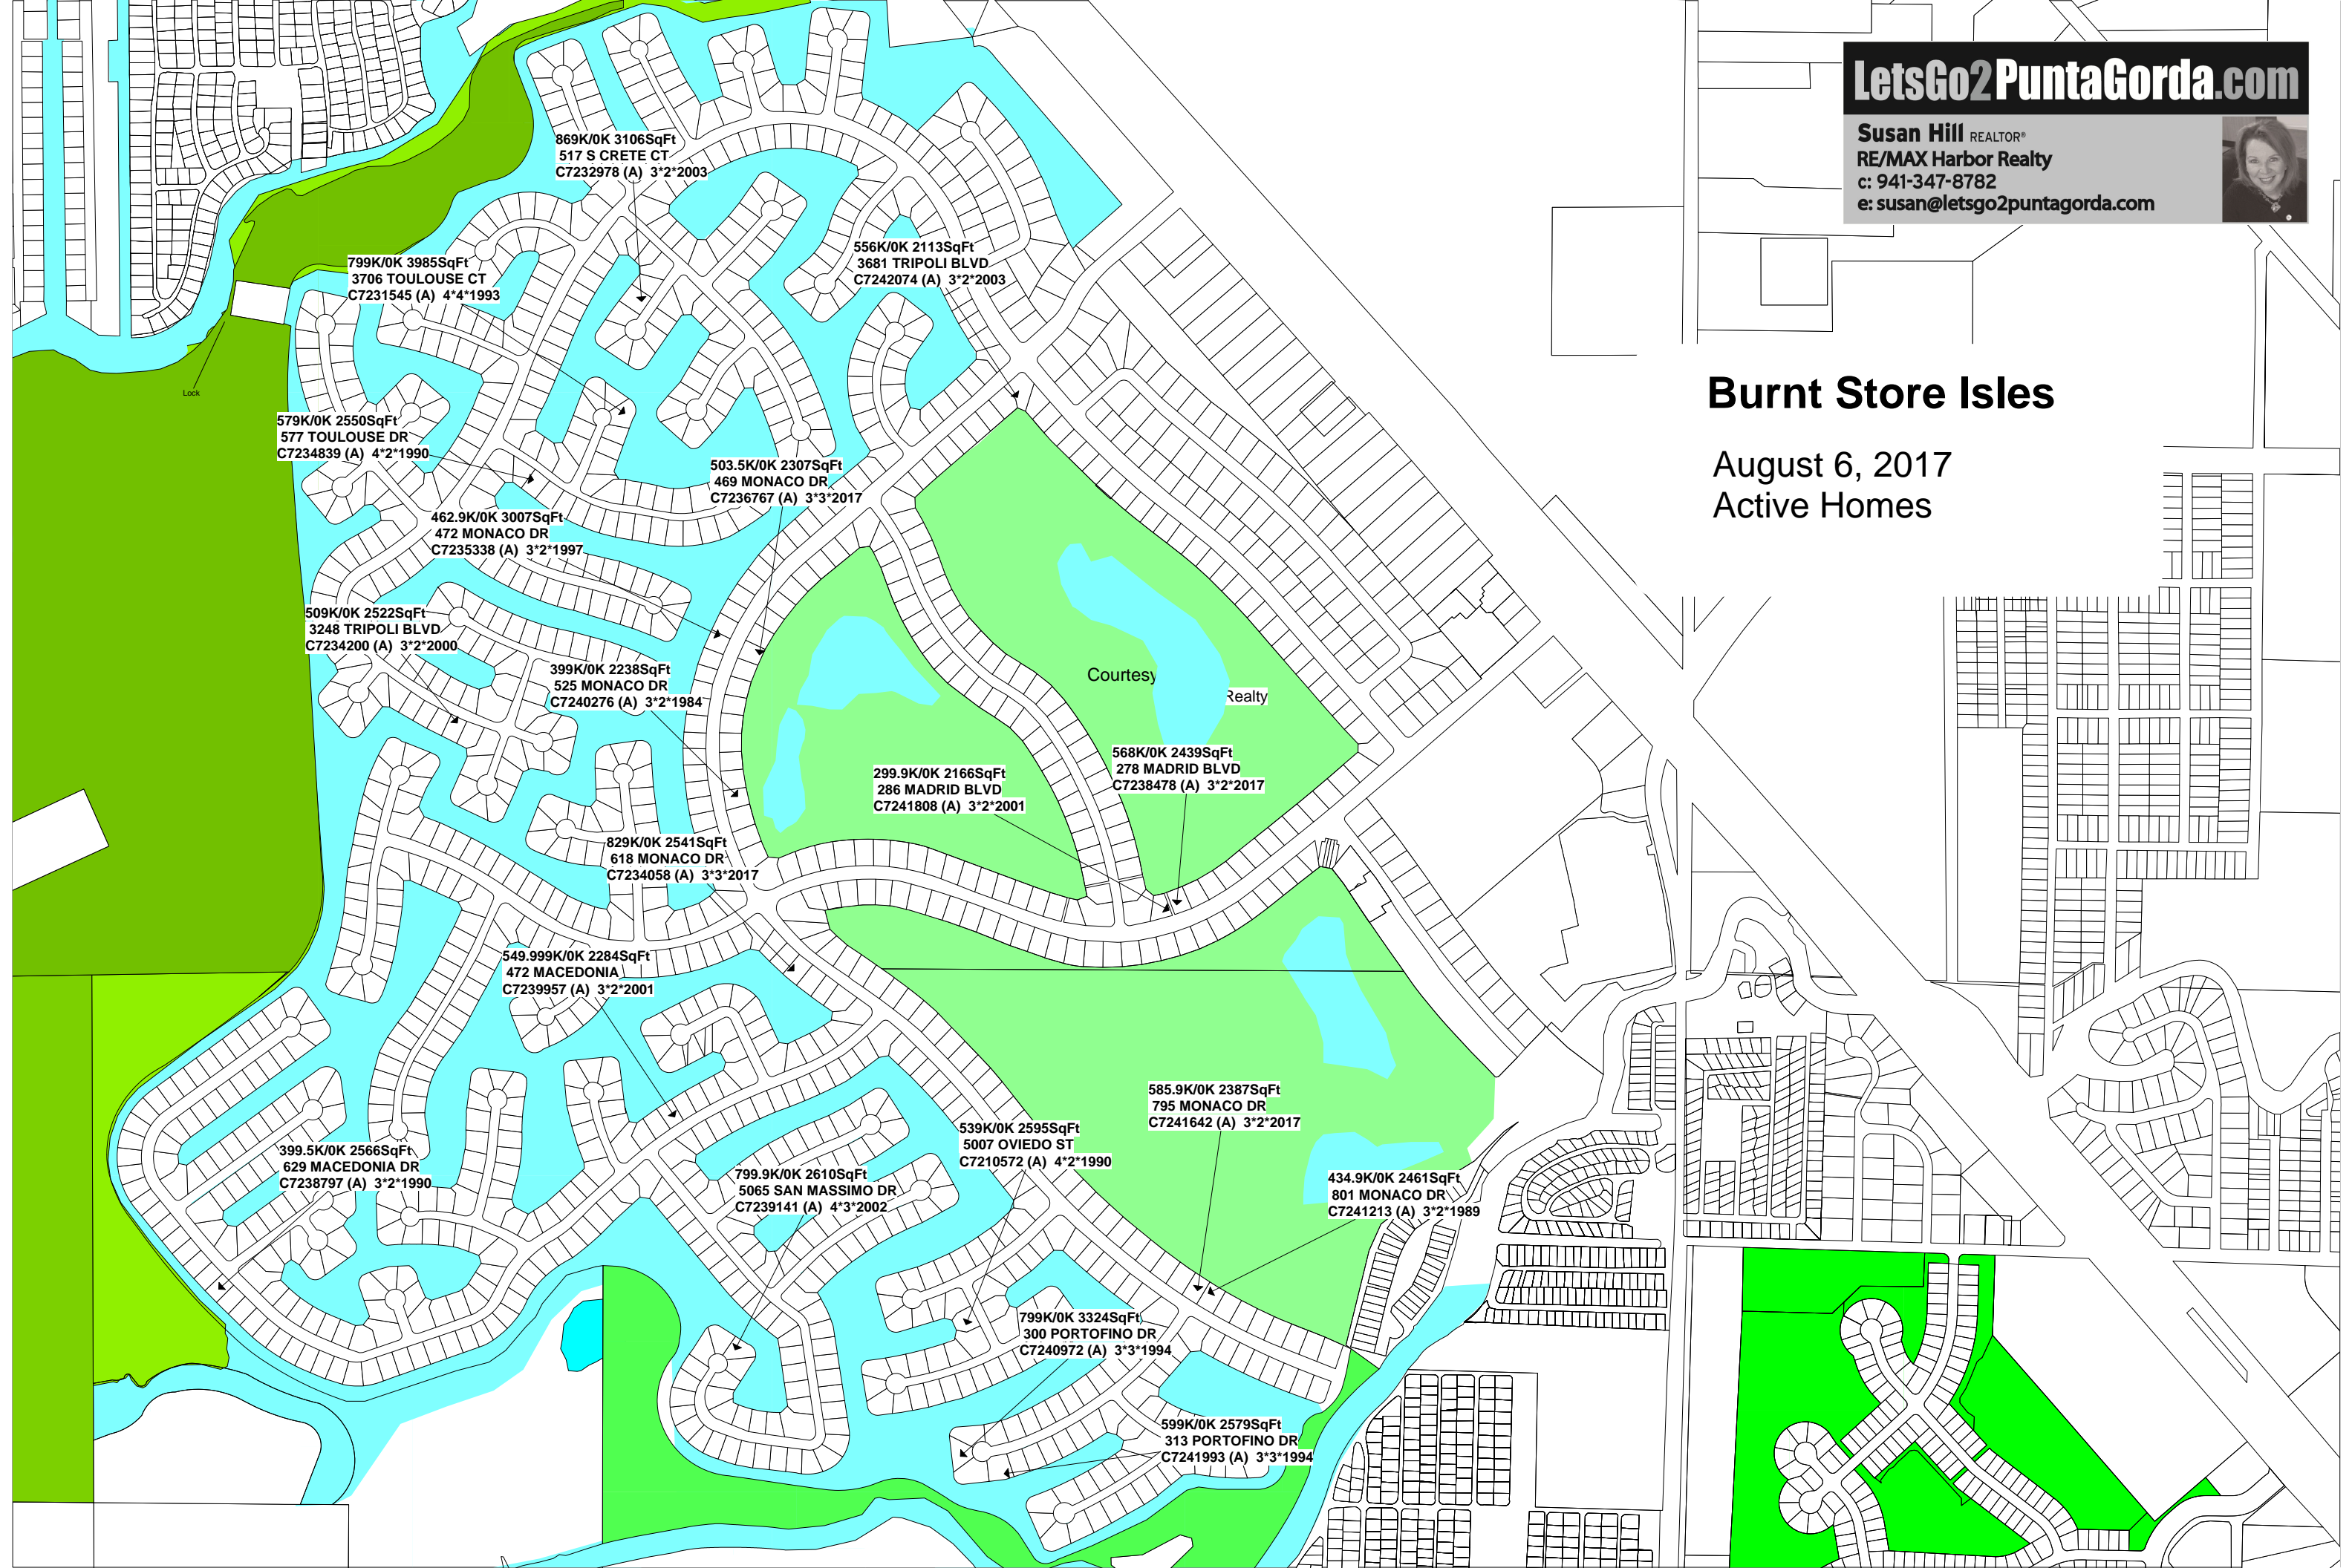 LetsGo2PuntaGorda.com
Susan Hill REALTOR®
RE/MAX Harbor Realty
c: 941-347-8782
e: susan@letsgo2puntagorda.com
Burnt Store Isles
August 6, 2017
Active Homes
869K/0K 3106SqFt
517 S CRETE CT
C7232978 (A) 3*2*2003
556K/0K 2113SqFt
3681 TRIPOLI BLVD
C7242074 (A) 3*2*2003
799K/0K 3985SqFt
3706 TOULOUSE CT
C7231545 (A) 4*4*1993
Lock
579K/0K 2550SqFt
577 TOULOUSE DR
C7234839 (A) 4*2*1990
503.5K/0K 2307SqFt
469 MONACO DR
C7236767 (A) 3*3*2017
462.9K/0K 3007SqFt
472 MONACO DR
C7235338 (A) 3*2*1997
509K/0K 2522SqFt
3248 TRIPOLI BLVD
C7234200 (A) 3*2*2000
399K/0K 2238SqFt
525 MONACO DR
C7240276 (A) 3*2*1984
Courtesy
Realty
568K/0K 2439SqFt
278 MADRID BLVD
C7238478 (A) 3*2*2017
299.9K/0K 2166SqFt
286 MADRID BLVD
C7241808 (A) 3*2*2001
829K/0K 2541SqFt
618 MONACO DR
C7234058 (A) 3*3*2017
549.999K/0K 2284SqFt
472 MACEDONIA
C7239957 (A) 3*2*2001
585.9K/0K 2387SqFt
795 MONACO DR
C7241642 (A) 3*2*2017
539K/0K 2595SqFt
5007 OVIEDO ST
C7210572 (A) 4*2*1990
399.5K/0K 2566SqFt
629 MACEDONIA DR
C7238797 (A) 3*2*1990
799.9K/0K 2610SqFt
5065 SAN MASSIMO DR
C7239141 (A) 4*3*2002
434.9K/0K 2461SqFt
801 MONACO DR
C7241213 (A) 3*2*1989
799K/0K 3324SqFt
300 PORTOFINO DR
C7240972 (A) 3*3*1994
599K/0K 2579SqFt
313 PORTOFINO DR
C7241993 (A) 3*3*1994